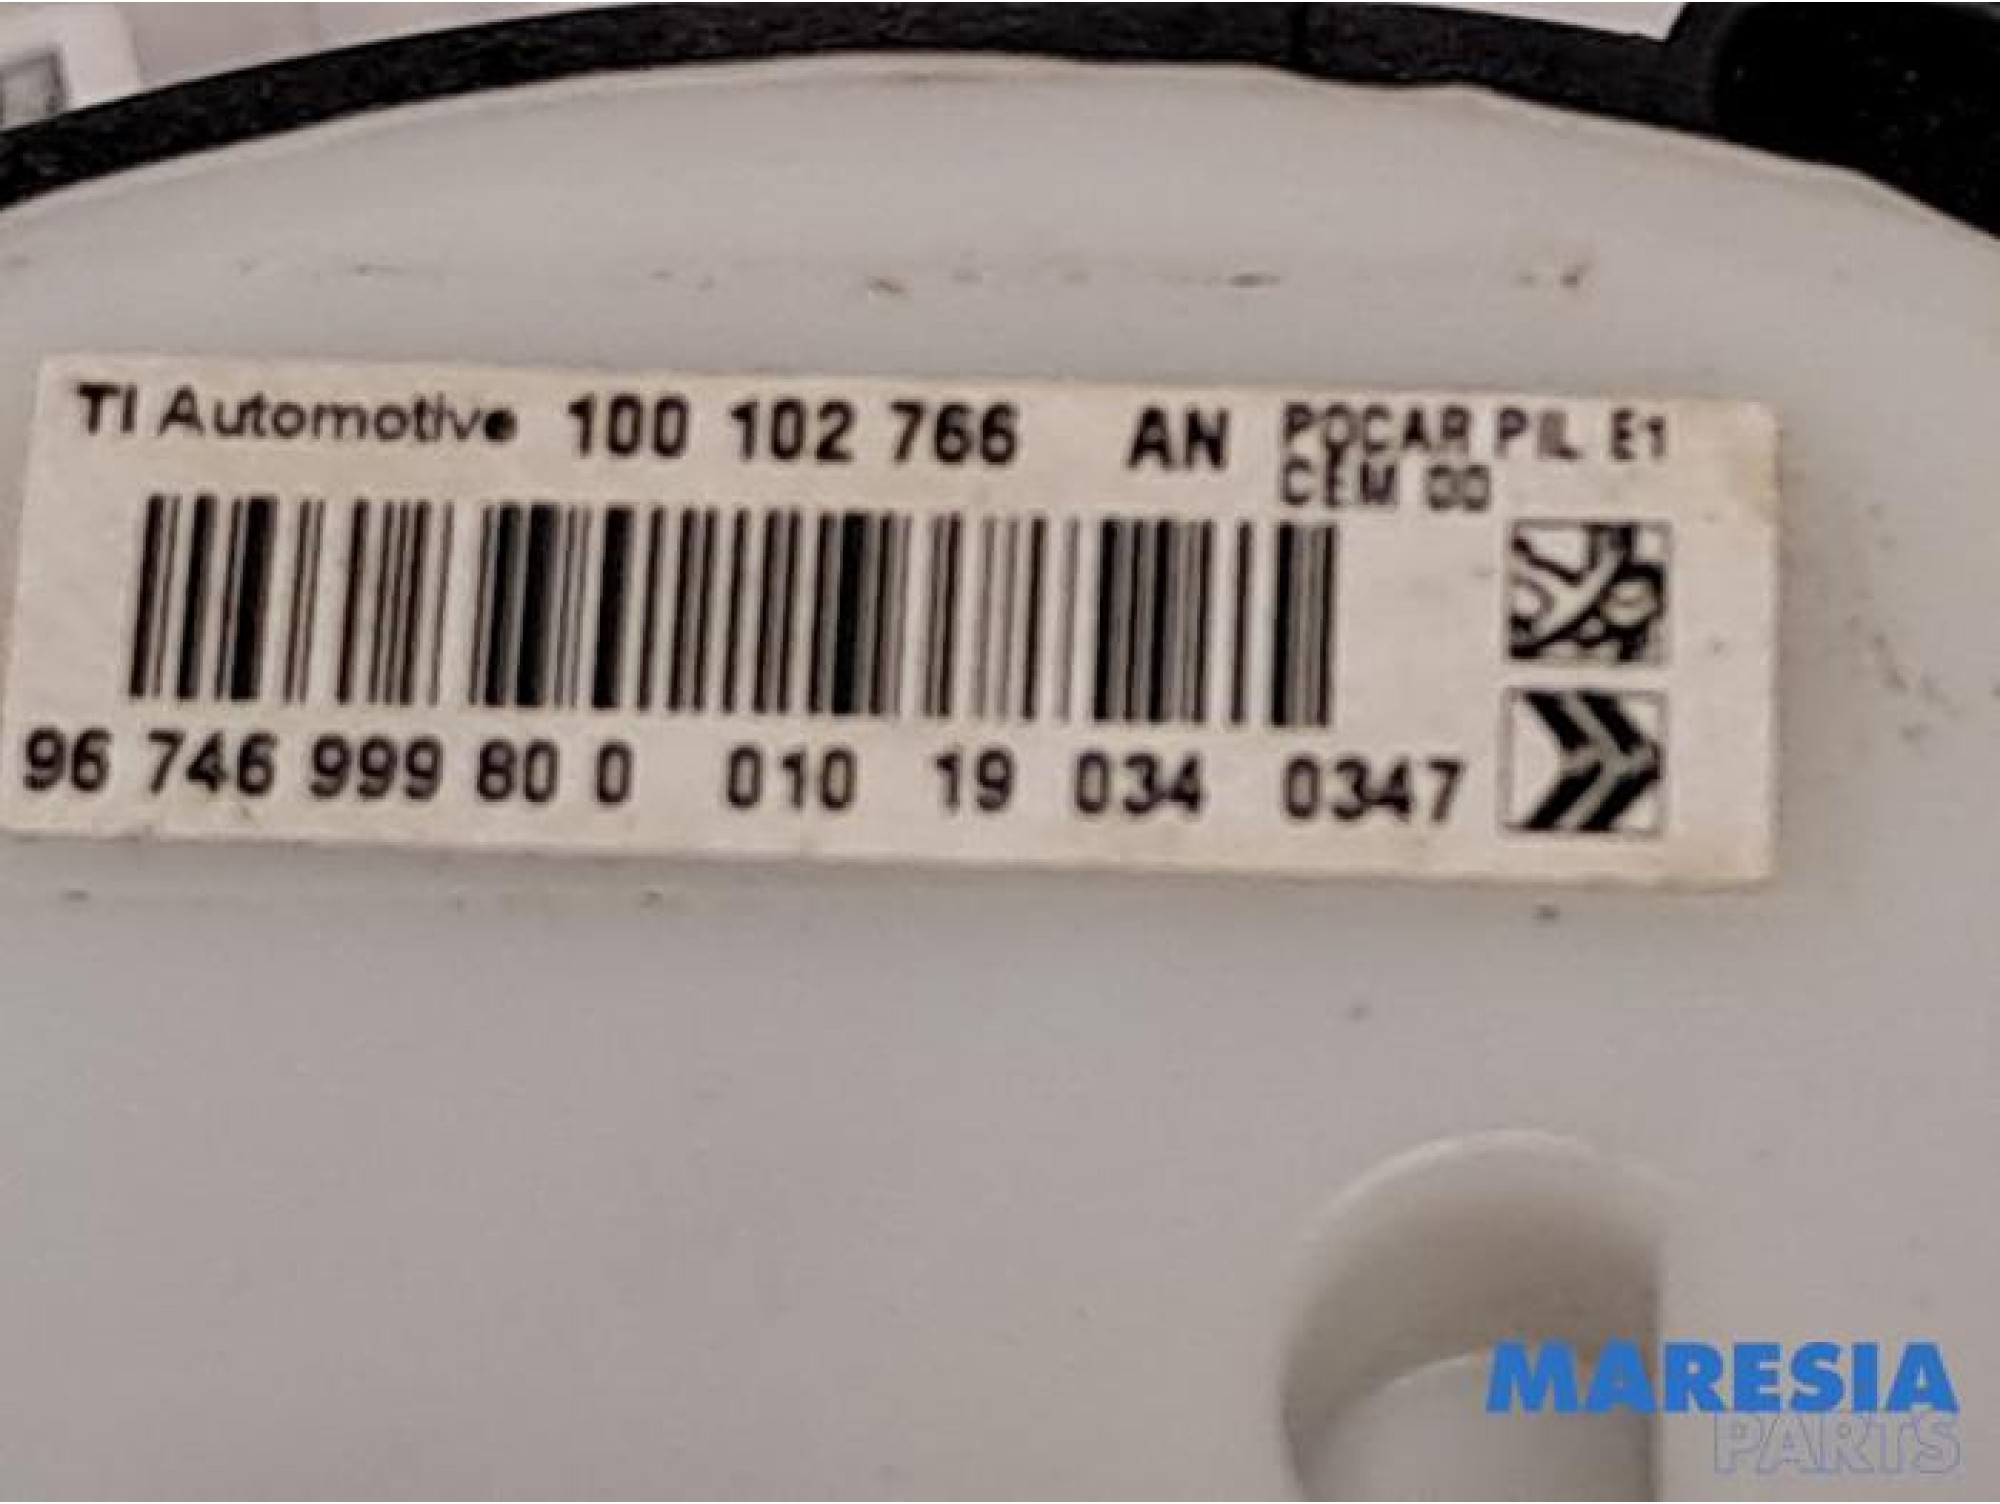 TI Automotive 100 102 766 AN POCAR PIL E1
CEM 00
96 746 999 80 0 010 19 034 0347
MARESIA
PARTS